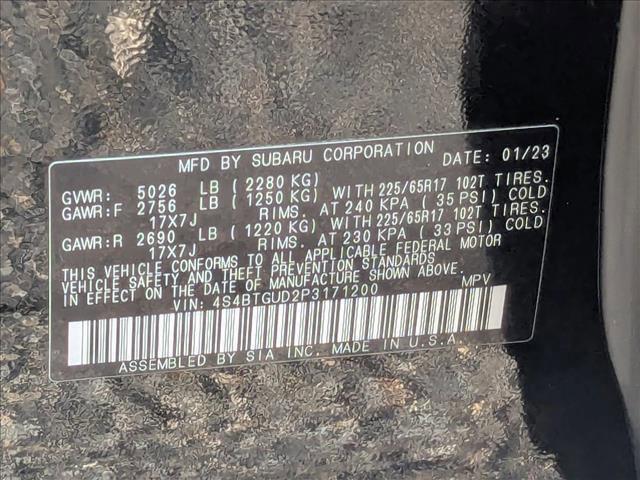 MFD BY SUBARU CORPORATION DATE: 01/23
GVWR: 5026 LB (2280 KG)
GAWR:F 2756 LB (1250 KG) WITH 225/65R17 102T TIRES.
17X7J RIMS. AT 240 KPA (35 PSI) COLD
GAWR:R 2690 LB (1220 KG) WITH 225/65R17 102T TIRES.
17X7J RIMS. AT 230 KPA (33 PSI) COLD
THIS VEHICLE CONFORMS TO ALL APPLICABLE FEDERAL MOTOR
VEHICLE SAFETY AND THEFT PREVENTION STANDARDS
IN EFFECT ON THE DATE OF MANUFACTURE SHOWN ABOVE.
VIN: 4S4BTGUD2P3171200 MPV
ASSEMBLED BY SIA INC. MADE IN U.S.A.